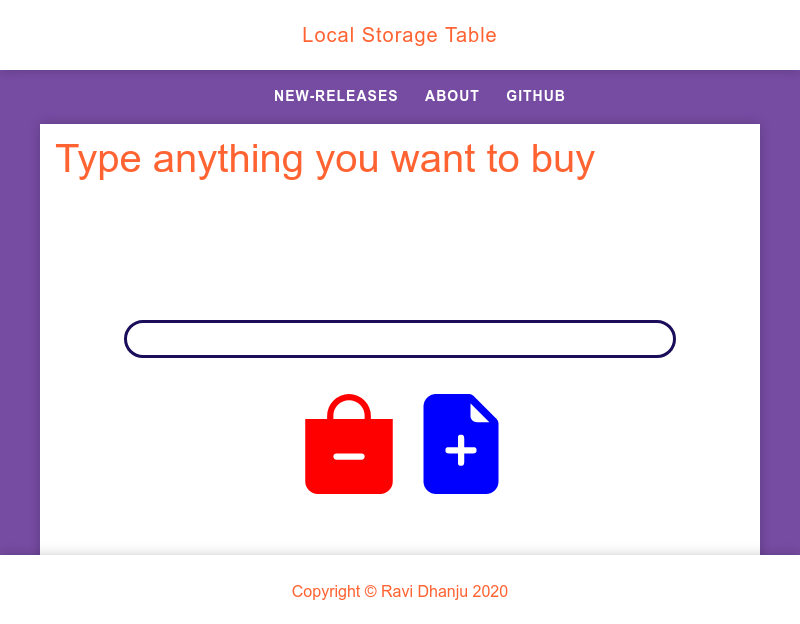 Local Storage Table
NEW-RELEASES ABOUT GITHUB
Type anything you want to buy
Copyright © Ravi Dhanju 2020